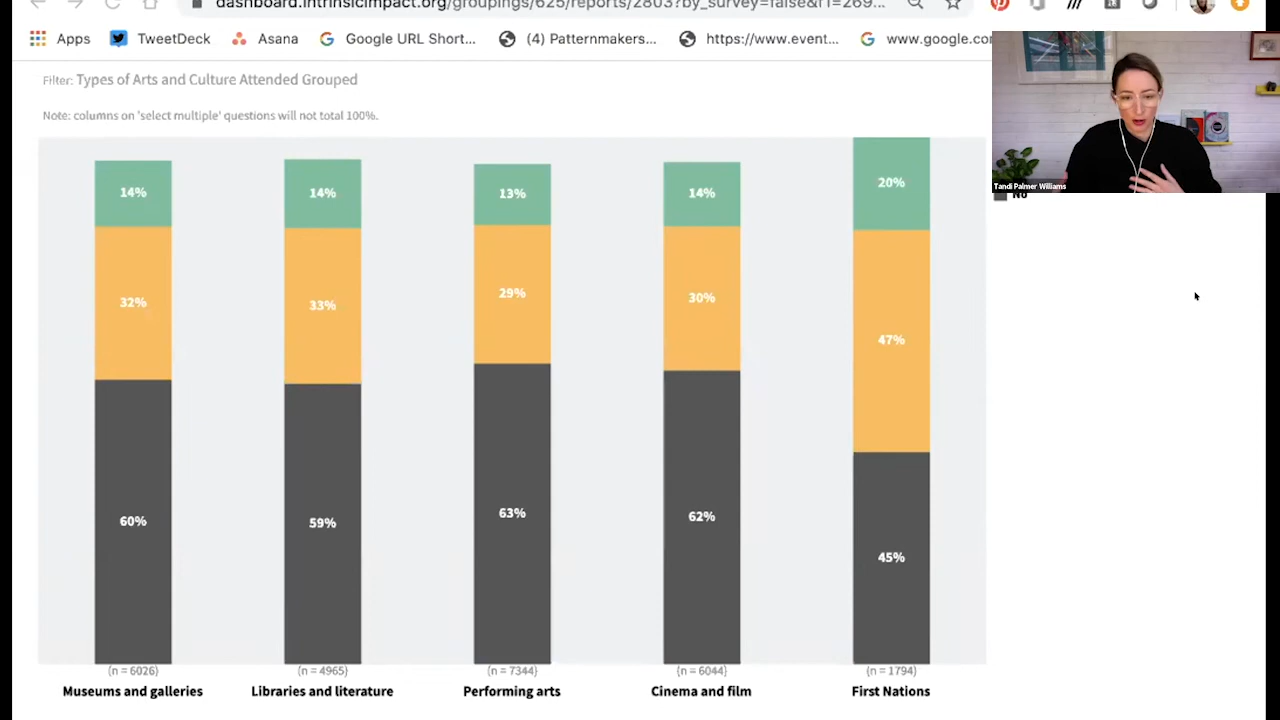 dashboard.intrinsicimpact.org/groupings/625/reports/2803?by_survey=false&r1=269...
Apps TweetDeck Asana Google URL Short... (4) Patternmakers... https://www.event... www.google.com
Filter: Types of Arts and Culture Attended Grouped
Note: columns on 'select multiple' questions will not total 100%.
Tandi Palmer Williams
No
14% 14% 13% 14% 20%
32% 33% 29% 30% 47%
60% 59% 63% 62% 45%
(n = 6026) (n = 4965) (n = 7344) (n = 6044) (n = 1794)
Museums and galleries Libraries and literature Performing arts Cinema and film First Nations